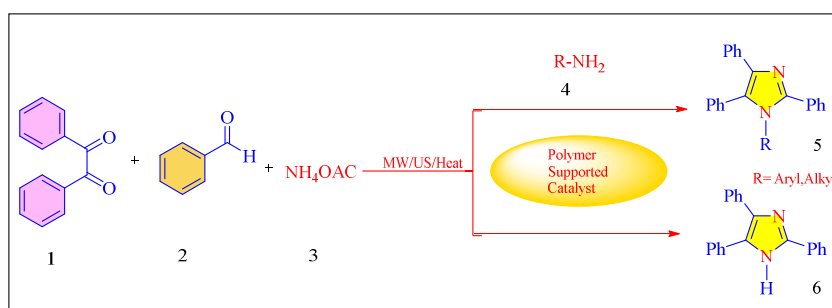 R-NH2
4
Ph
N
Ph
Ph
N
R
5
R= Aryl,Alky
O
O
1
+
O
H
2
+
NH4OAC
3
MW/US/Heat
Polymer
Supported
Catalyst
Ph
N
Ph
Ph
N
H
6